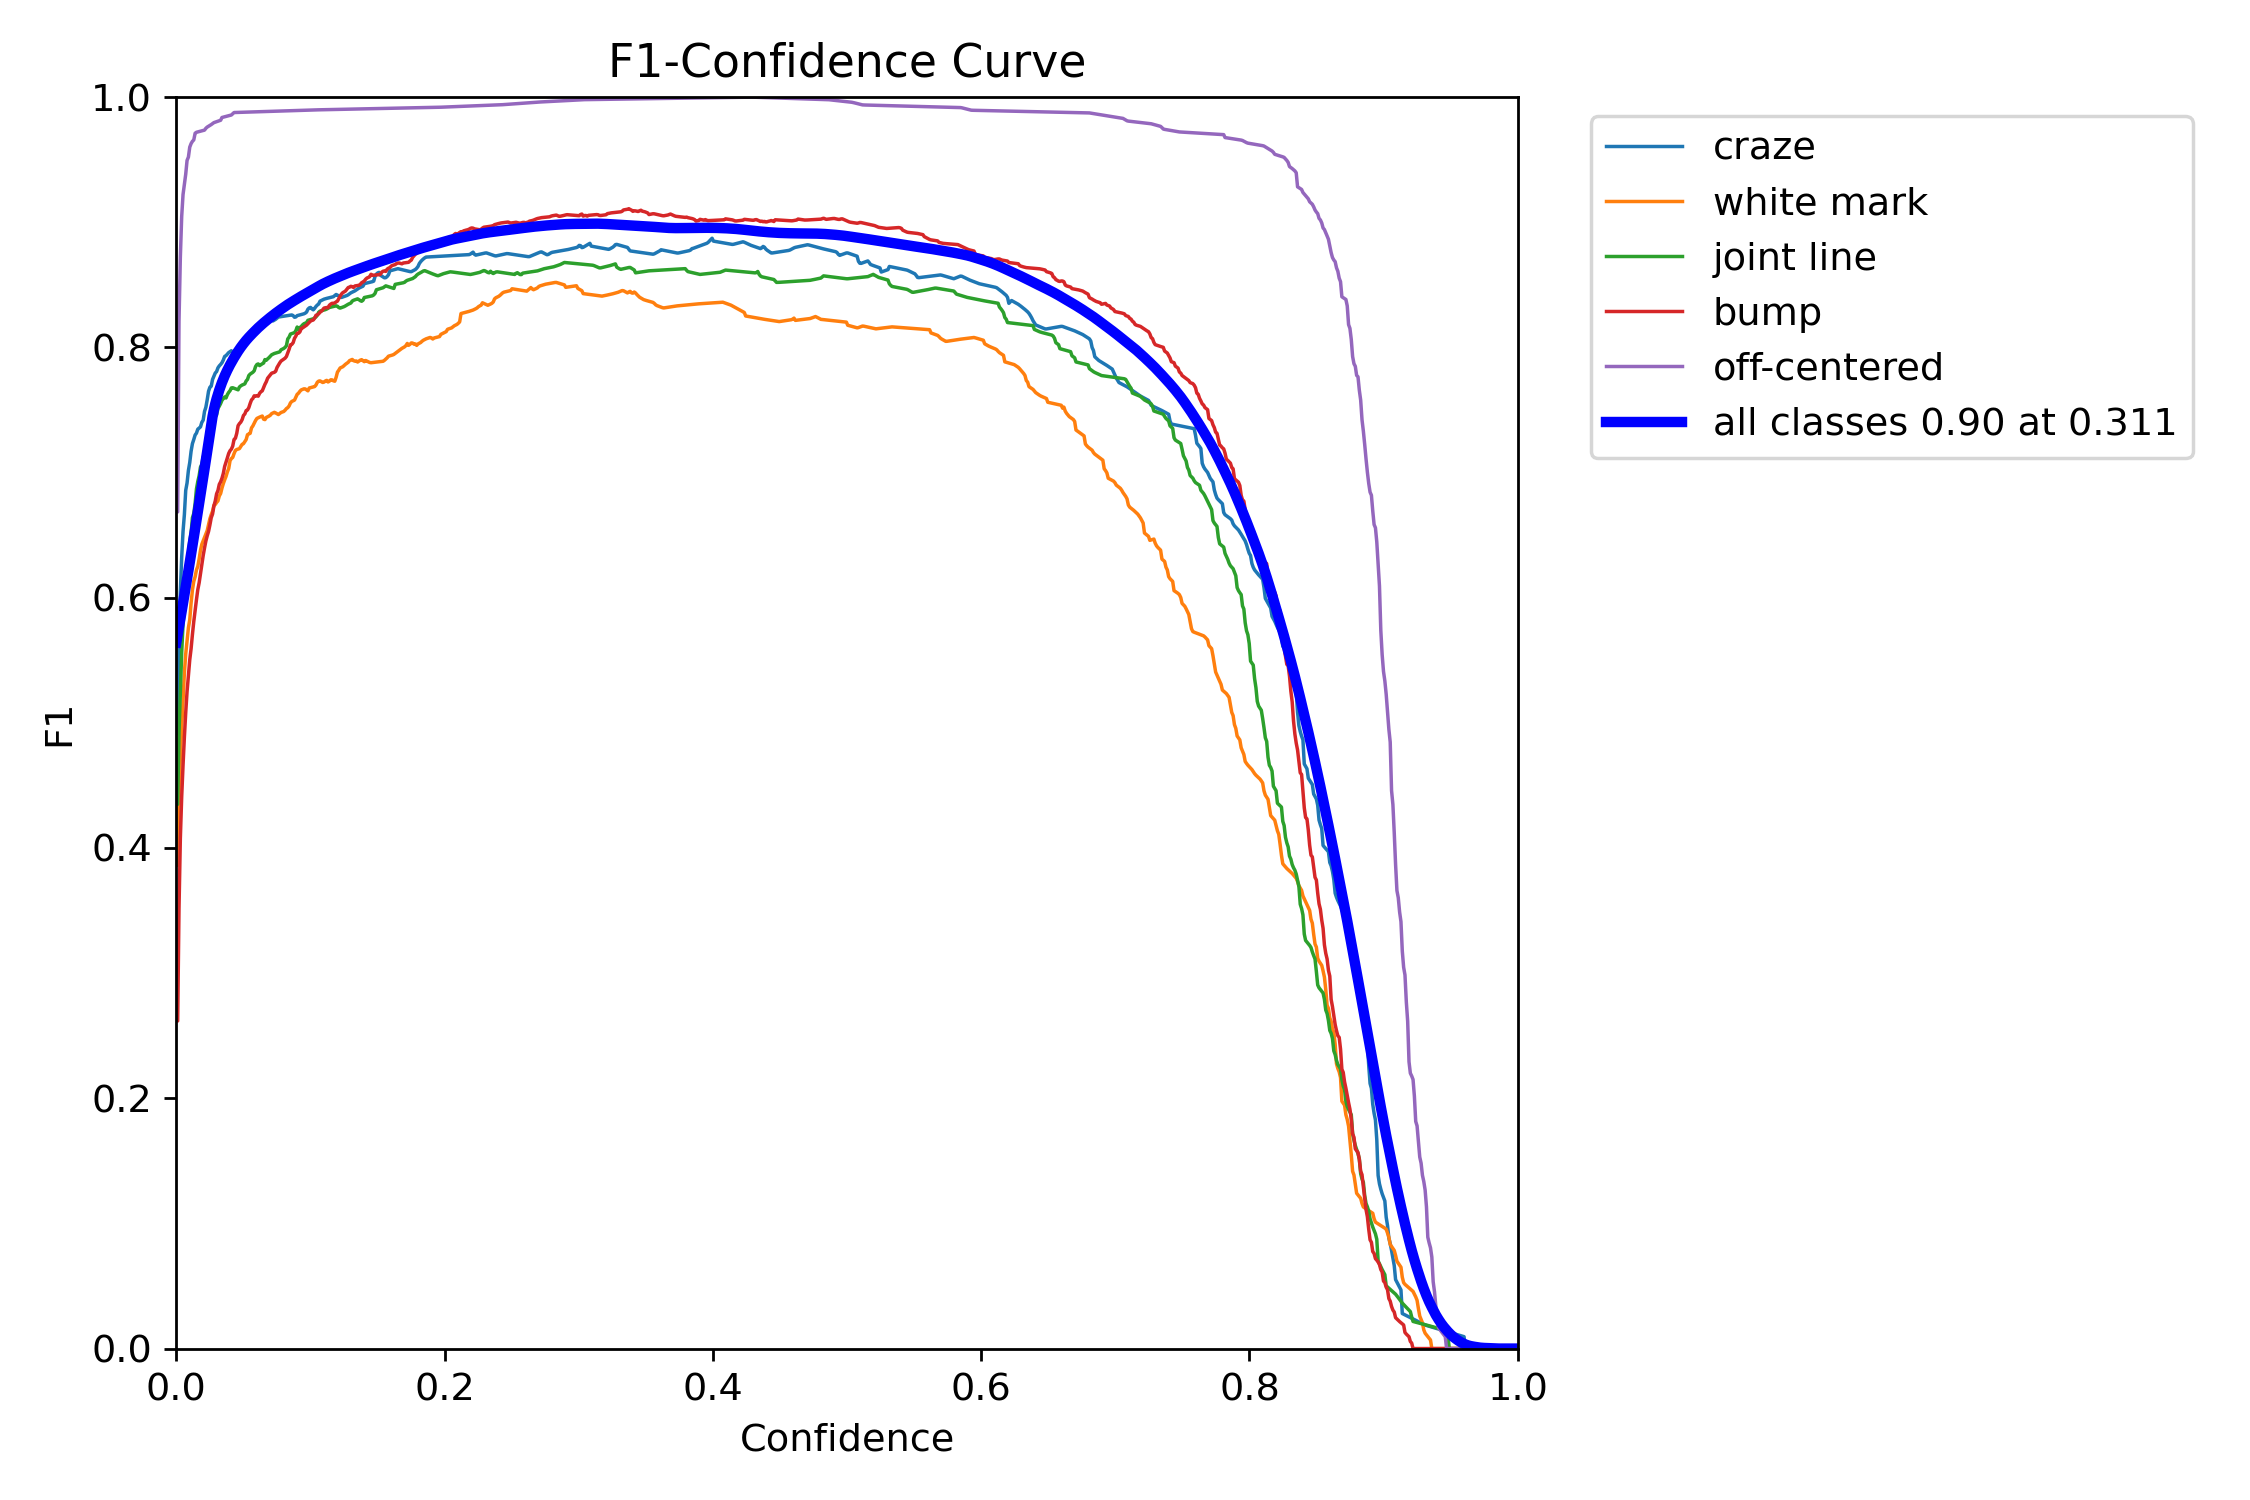 F1-Confidence Curve
1.0
0.8
0.6
0.4
0.2
0.0
F1
0.0 0.2 0.4 0.6 0.8 1.0
Confidence
craze
white mark
joint line
bump
off-centered
all classes 0.90 at 0.311